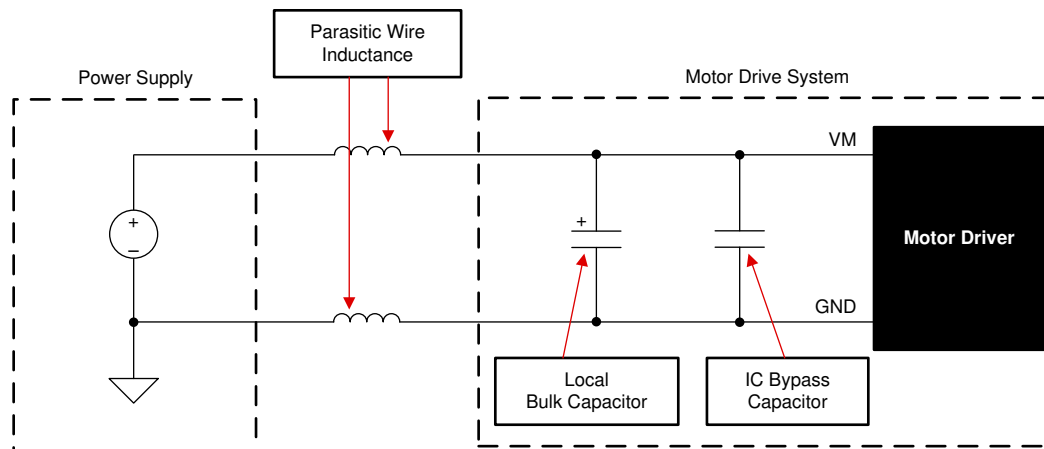 Parasitic Wire
Inductance
Power Supply
Motor Drive System
VM
+
–
+
Motor Driver
GND
Local
Bulk Capacitor
IC Bypass
Capacitor